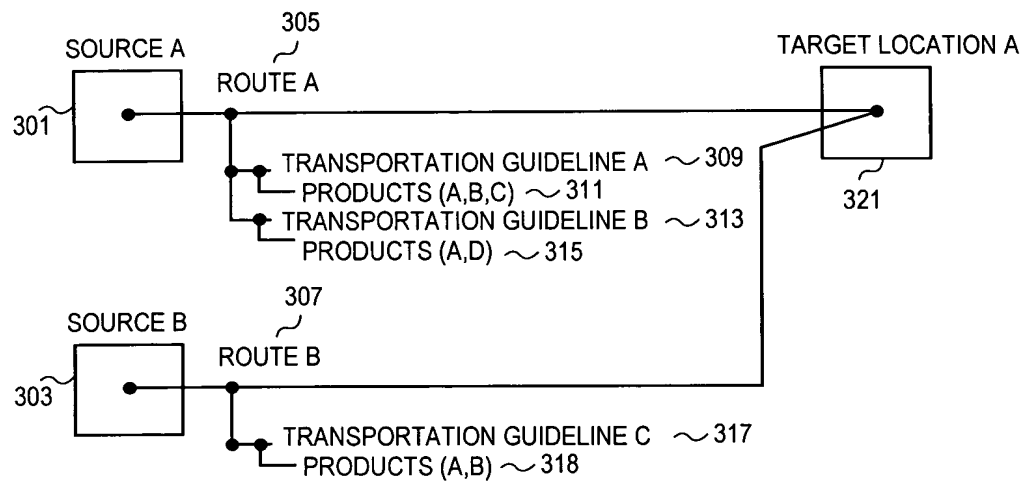 305
SOURCE A
TARGET LOCATION A
ROUTE A
301
TRANSPORTATION GUIDELINE A 309
PRODUCTS (A,B,C) 311
321
TRANSPORTATION GUIDELINE B 313
PRODUCTS (A,D) 315
307
SOURCE B
ROUTE B
303
TRANSPORTATION GUIDELINE C 317
PRODUCTS (A,B) 318